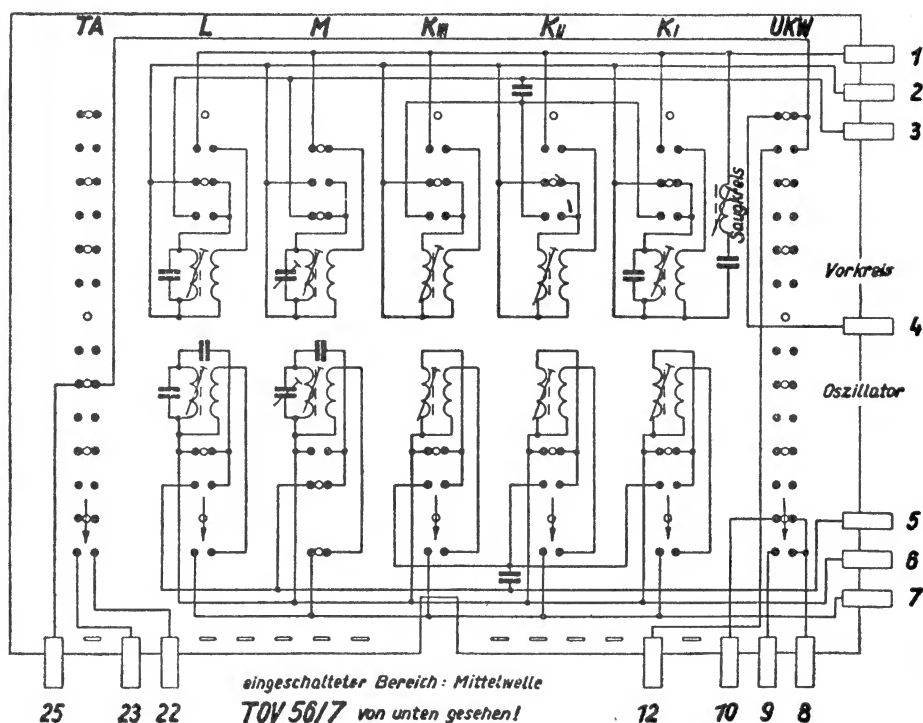 TA L M KIII KII KI UKW
1
2
3
Saugkreis
Vorkreis
4
Oszillator
5
6
7
eingeschalteter Bereich: Mittelwelle
25 23 22 TOV 56/7 von unten gesehen! 12 10 9 8